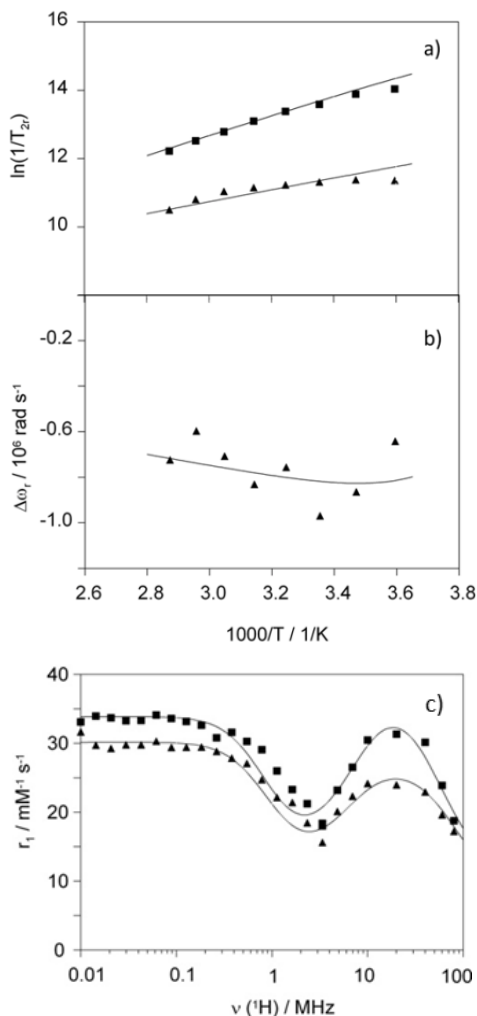 16
a)
14
12
10
ln(1/T2r)
-0.2
b)
-0.6
-1.0
Δωr / 10⁶ rad s⁻¹
2.6 2.8 3.0 3.2 3.4 3.6 3.8
1000/T / 1/K
40
c)
30
20
10
0
r₁ / mM⁻¹ s⁻¹
0.01 0.1 1 10 100
ν (¹H) / MHz